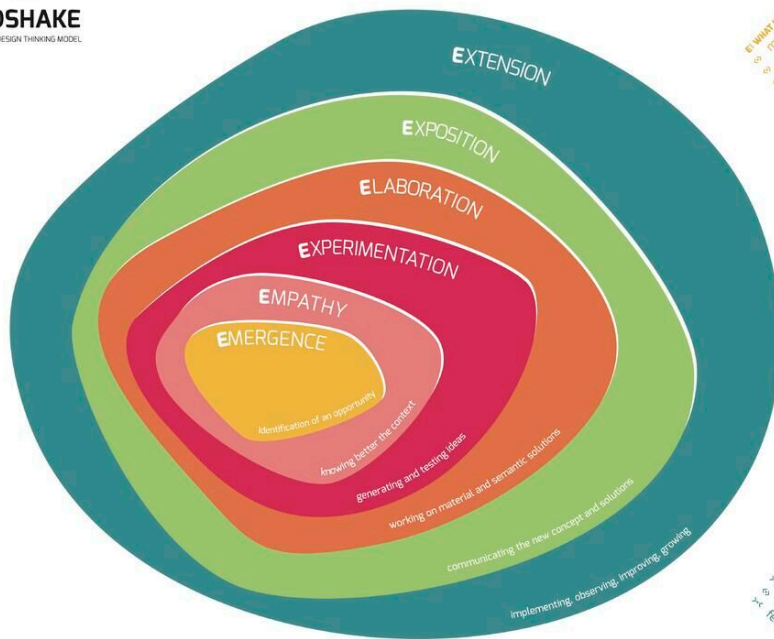 DSHAKE
DESIGN THINKING MODEL
EXTENSION
EXPOSITION
ELABORATION
EXPERIMENTATION
EMPATHY
EMERGENCE
Identification of an opportunity
knowing better the context
generating and testing ideas
working on material and semantic solutions
communicating the new concept and solutions
implementing, observing, improving, growing
E! WHAT